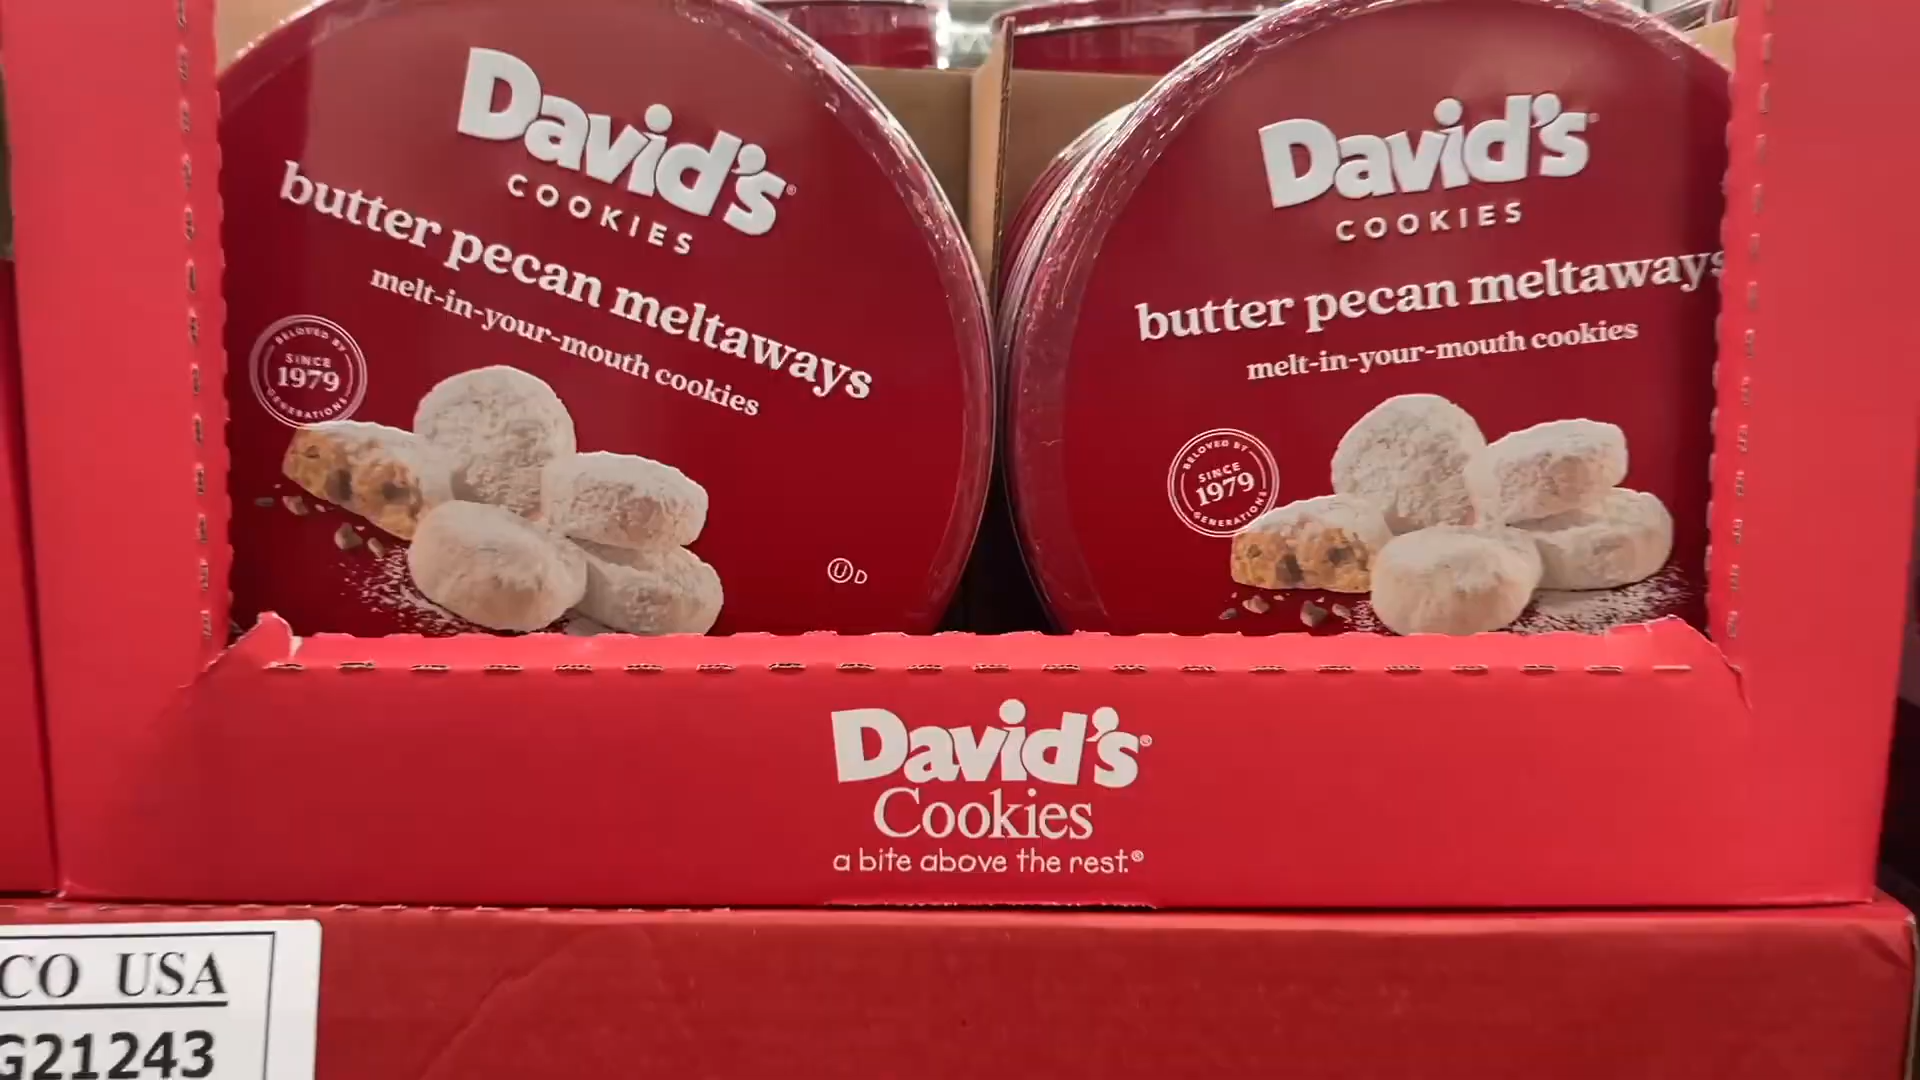 David's®
COOKIES
butter pecan meltaways
melt-in-your-mouth cookies
BELOVED BY
SINCE
1979
GENERATIONS
UD
David's
COOKIES
butter pecan meltaways
melt-in-your-mouth cookies
BELOVED BY
SINCE
1979
GENERATIONS
David's®
Cookies
a bite above the rest.®
CO USA
G21243